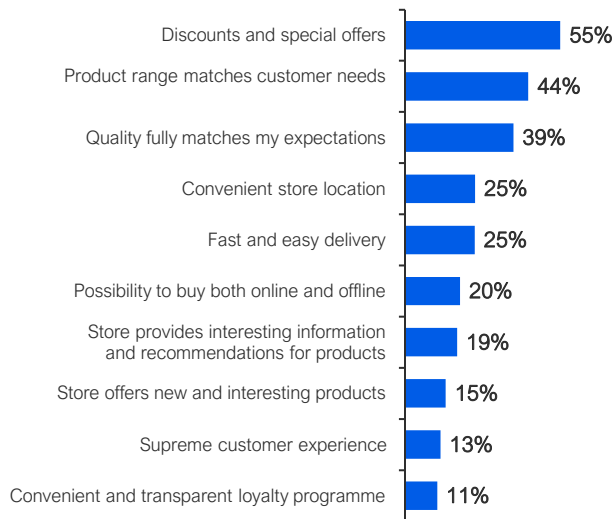 Discounts and special offers 55%
Product range matches customer needs 44%
Quality fully matches my expectations 39%
Convenient store location 25%
Fast and easy delivery 25%
Possibility to buy both online and offline 20%
Store provides interesting information
and recommendations for products 19%
Store offers new and interesting products 15%
Supreme customer experience 13%
Convenient and transparent loyalty programme 11%